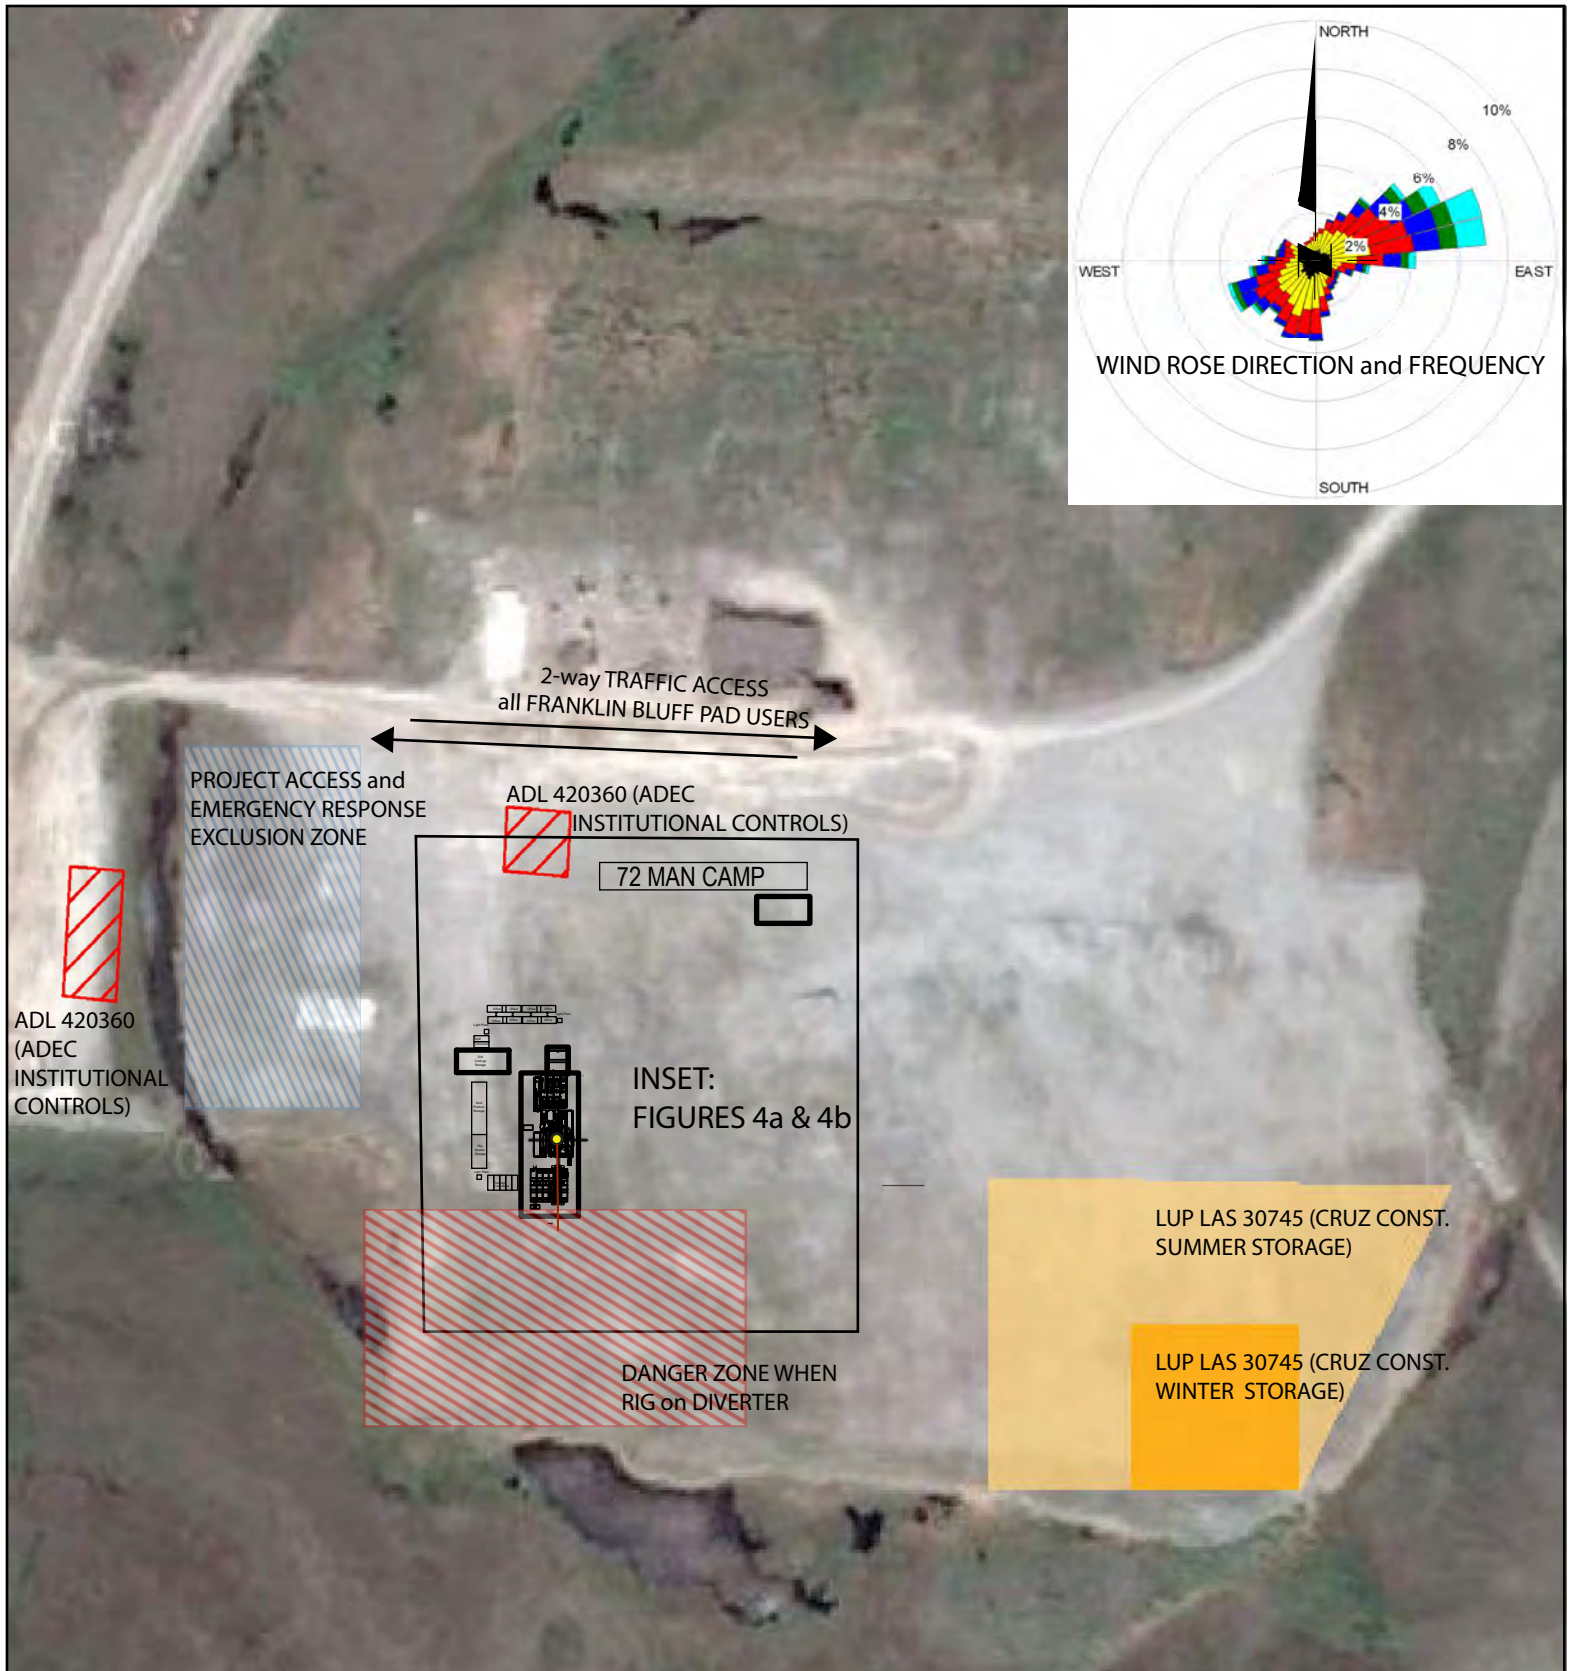 NORTH
10%
8%
6%
4%
2%
WEST
EAST
WIND ROSE DIRECTION and FREQUENCY
SOUTH
2-way TRAFFIC ACCESS
all FRANKLIN BLUFF PAD USERS
PROJECT ACCESS and
EMERGENCY RESPONSE
EXCLUSION ZONE
ADL 420360 (ADEC
INSTITUTIONAL CONTROLS)
72 MAN CAMP
ADL 420360
(ADEC
INSTITUTIONAL
CONTROLS)
INSET:
FIGURES 4a & 4b
LUP LAS 30745 (CRUZ CONST.
SUMMER STORAGE)
LUP LAS 30745 (CRUZ CONST.
WINTER STORAGE)
DANGER ZONE WHEN
RIG on DIVERTER